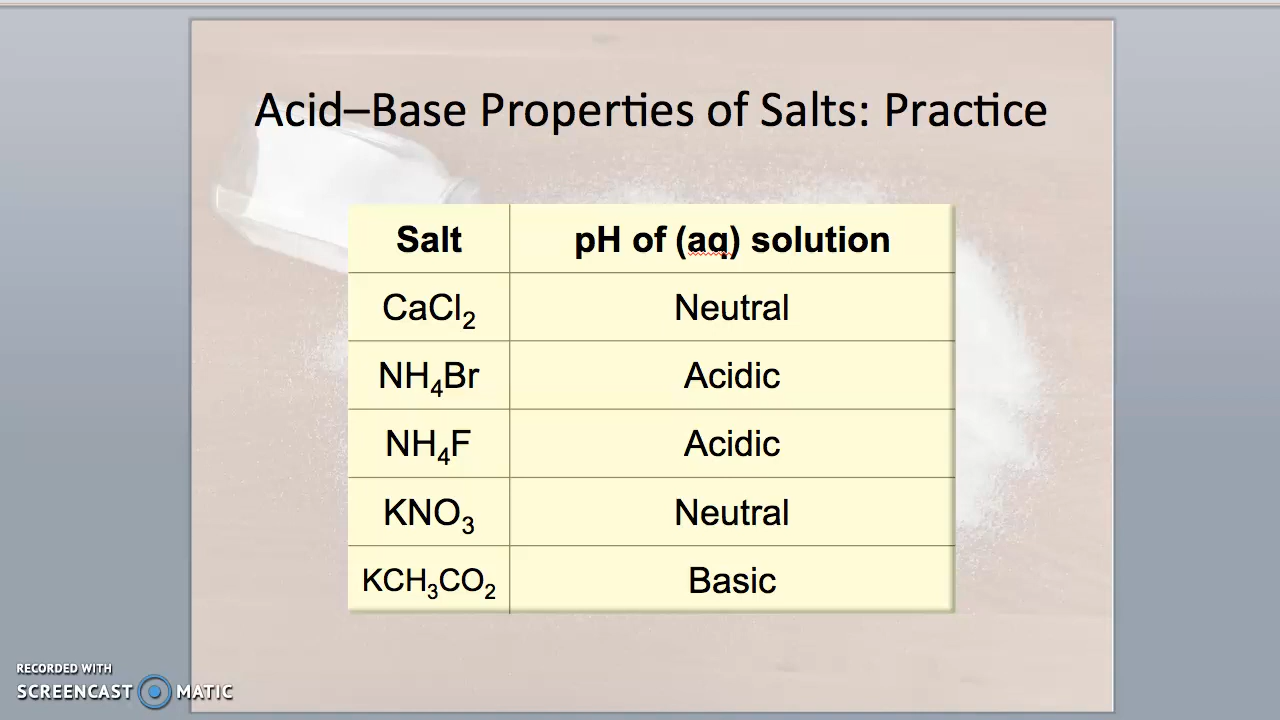 Acid–Base Properties of Salts: Practice
Salt pH of (aq) solution
CaCl₂ Neutral
NH₄Br Acidic
NH₄F Acidic
KNO₃ Neutral
KCH₃CO₂ Basic
RECORDED WITH
SCREENCAST MATIC